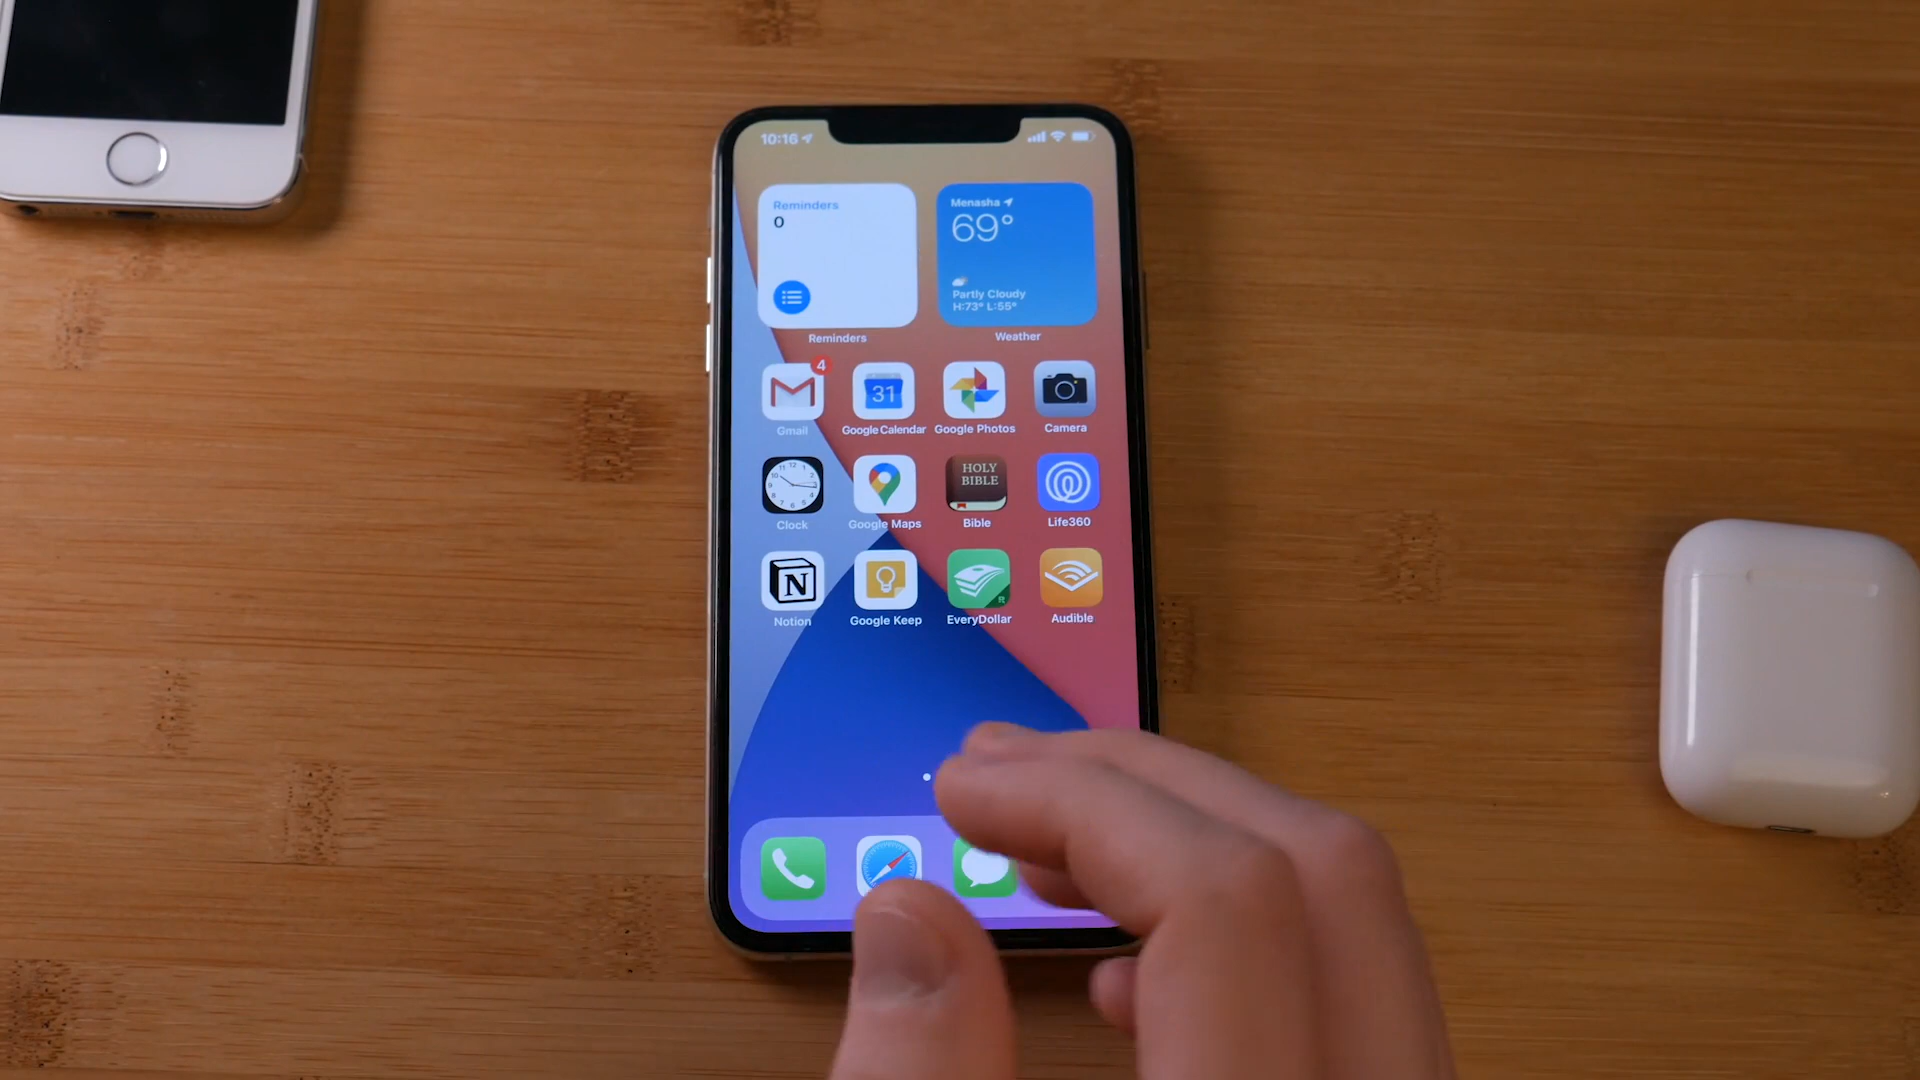 10:16
Reminders
0
Menasha
69°
Partly Cloudy
H:73° L:55°
Reminders
Weather
4
31
Gmail
Google Calendar
Google Photos
Camera
HOLY
BIBLE
Clock
Google Maps
Bible
Life360
N
R
Notion
Google Keep
EveryDollar
Audible